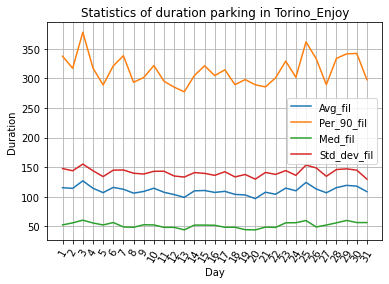 Statistics of duration parking in Torino_Enjoy
Duration
350
300
250
200
150
100
50
Avg_fil
Per_90_fil
Med_fil
Std_dev_fil
1 2 3 4 5 6 7 8 9 10 11 12 13 14 15 16 17 18 19 20 21 22 23 24 25 26 27 28 29 30 31
Day